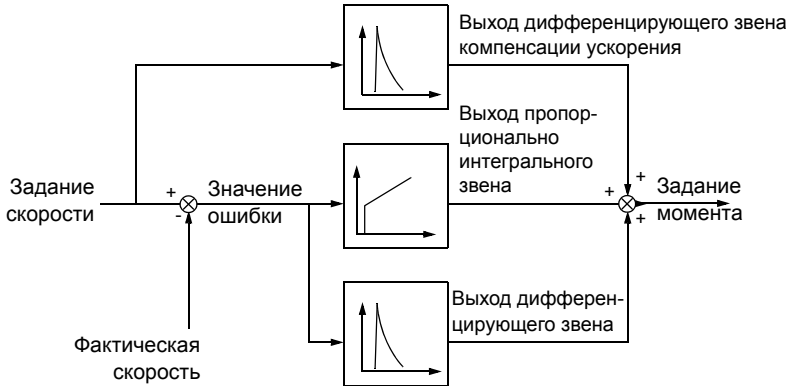 Выход дифференцирующего звена
компенсации ускорения
Выход пропор-
ционально
интегрального
звена
Задание
скорости
+
-
Значение
ошибки
+
+
+
Задание
момента
Выход дифферен-
цирующего звена
Фактическая
скорость